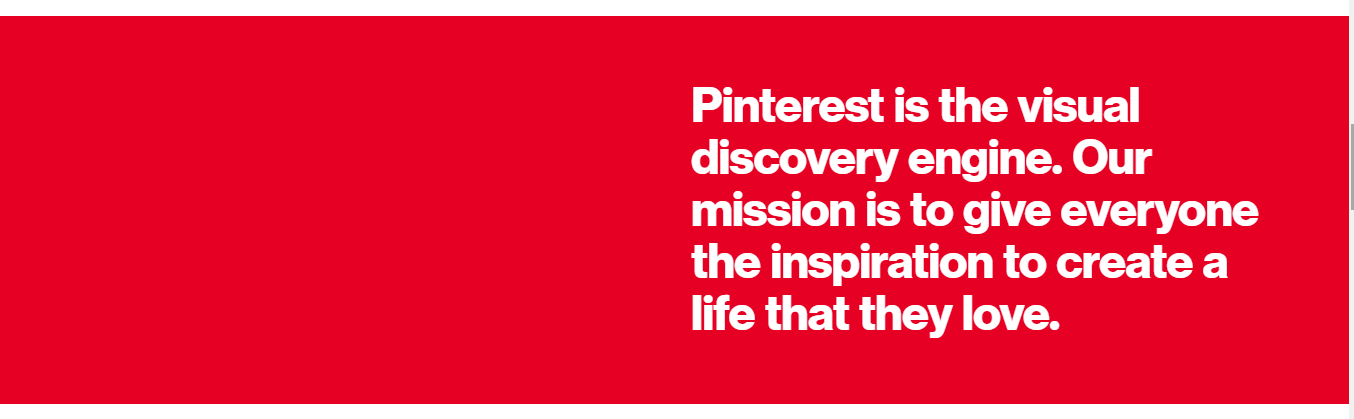 Pinterest is the visual
discovery engine. Our
mission is to give everyone
the inspiration to create a
life that they love.